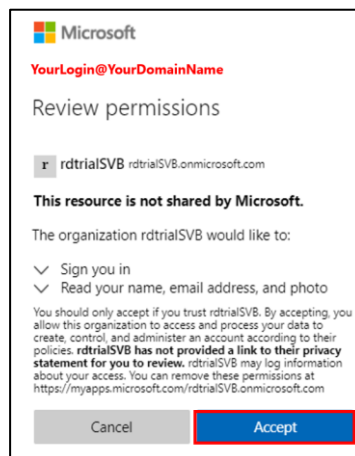 Microsoft
YourLogin@YourDomainName
Review permissions
r rdtrialSVB rdtrialSVB.onmicrosoft.com
This resource is not shared by Microsoft.
The organization rdtrialSVB would like to:
Sign you in
Read your name, email address, and photo
You should only accept if you trust rdtrialSVB. By accepting, you
allow this organization to access and process your data to
create, control, and administer an account according to their
policies. rdtrialSVB has not provided a link to their privacy
statement for you to review. rdtrialSVB may log information
about your access. You can remove these permissions at
https://myapps.microsoft.com/rdtrialSVB.onmicrosoft.com
Cancel Accept